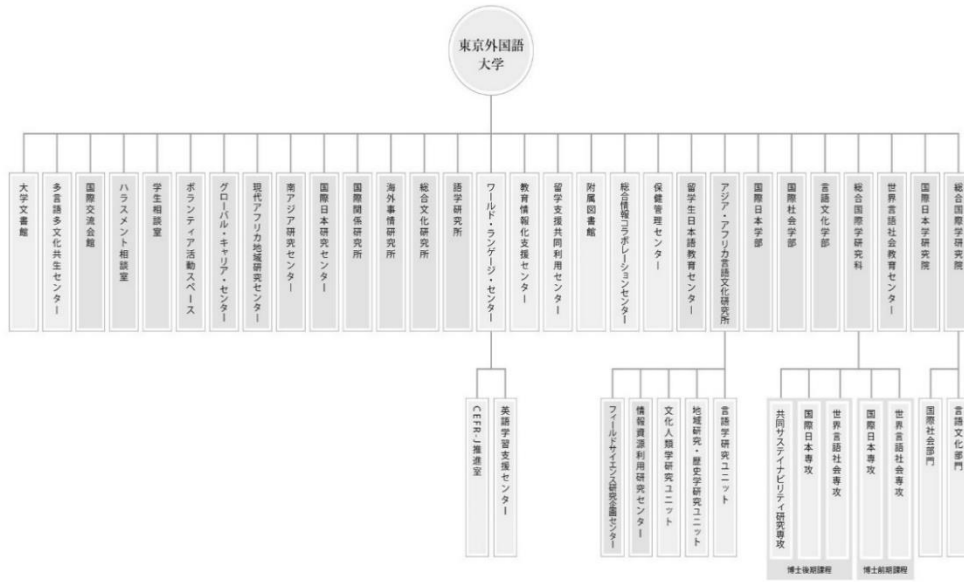 東京外国語
大学
総合国際学研究院
国際日本学研究院
世界言語社会教育センター
総合国際学研究科
言語文化学部
国際社会学部
国際日本学部
アジア・アフリカ言語文化研究所
留学生日本語教育センター
保健管理センター
総合情報コラボレーションセンター
附属図書館
留学支援共同利用センター
教育情報化支援センター
ワールド・ランゲージ・センター
語学研究所
総合文化研究所
海外事情研究所
国際関係研究所
国際日本研究センター
南アジア研究センター
現代アフリカ地域研究センター
グローバル・キャリア・センター
ボランティア活動スペース
学生相談室
ハラスメント相談室
国際交流会館
多言語多文化共生センター
大学文書館
言語文化部門
国際社会部門
世界言語社会専攻
国際日本専攻
博士前期課程
世界言語社会専攻
国際日本専攻
共同サステイナビリティ研究専攻
博士後期課程
言語学研究ユニット
地域研究・歴史学研究ユニット
文化人類学研究ユニット
情報資源利用研究センター
フィールドサイエンス研究企画センター
英語学習支援センター
CEFR-J推進室